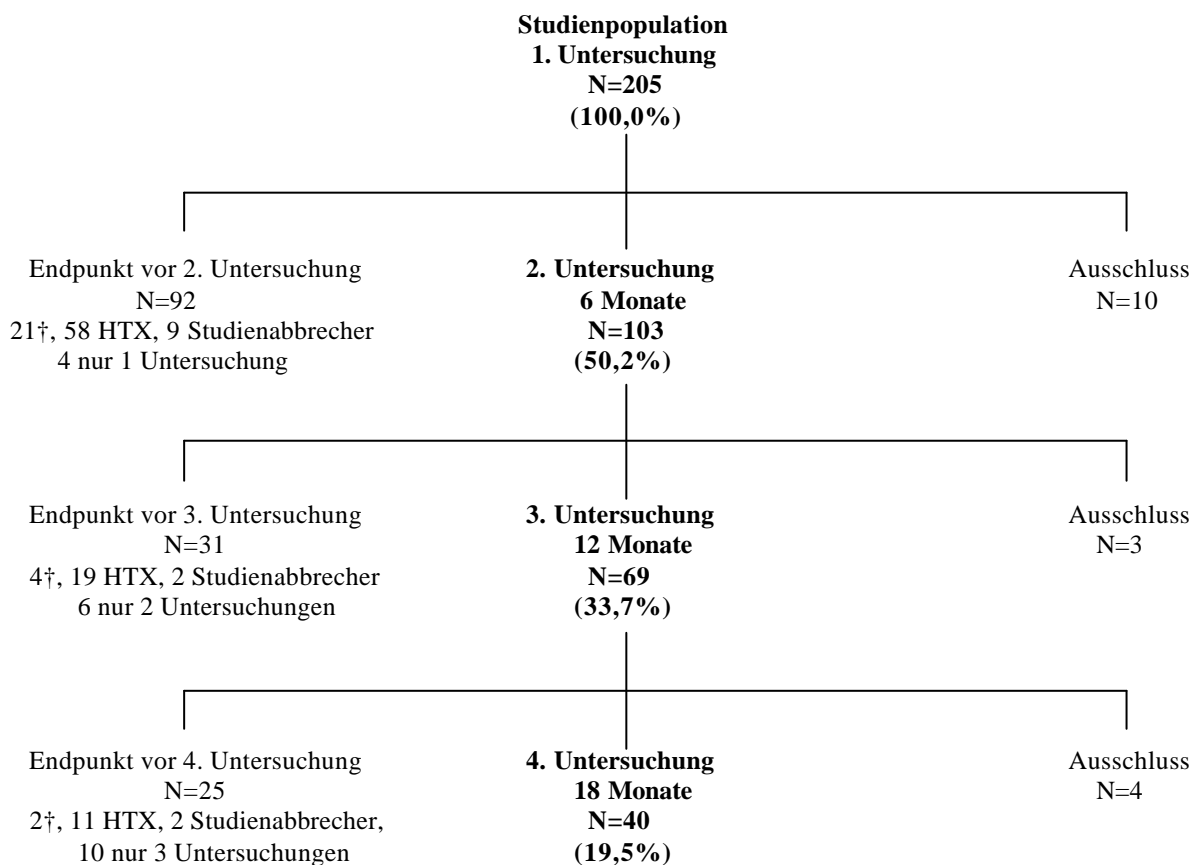 Studienpopulation
1. Untersuchung
N=205
(100,0%)
Endpunkt vor 2. Untersuchung
N=92
21†, 58 HTX, 9 Studienabbrecher
4 nur 1 Untersuchung
2. Untersuchung
6 Monate
N=103
(50,2%)
Ausschluss
N=10
Endpunkt vor 3. Untersuchung
N=31
4†, 19 HTX, 2 Studienabbrecher
6 nur 2 Untersuchungen
3. Untersuchung
12 Monate
N=69
(33,7%)
Ausschluss
N=3
Endpunkt vor 4. Untersuchung
N=25
2†, 11 HTX, 2 Studienabbrecher,
10 nur 3 Untersuchungen
4. Untersuchung
18 Monate
N=40
(19,5%)
Ausschluss
N=4